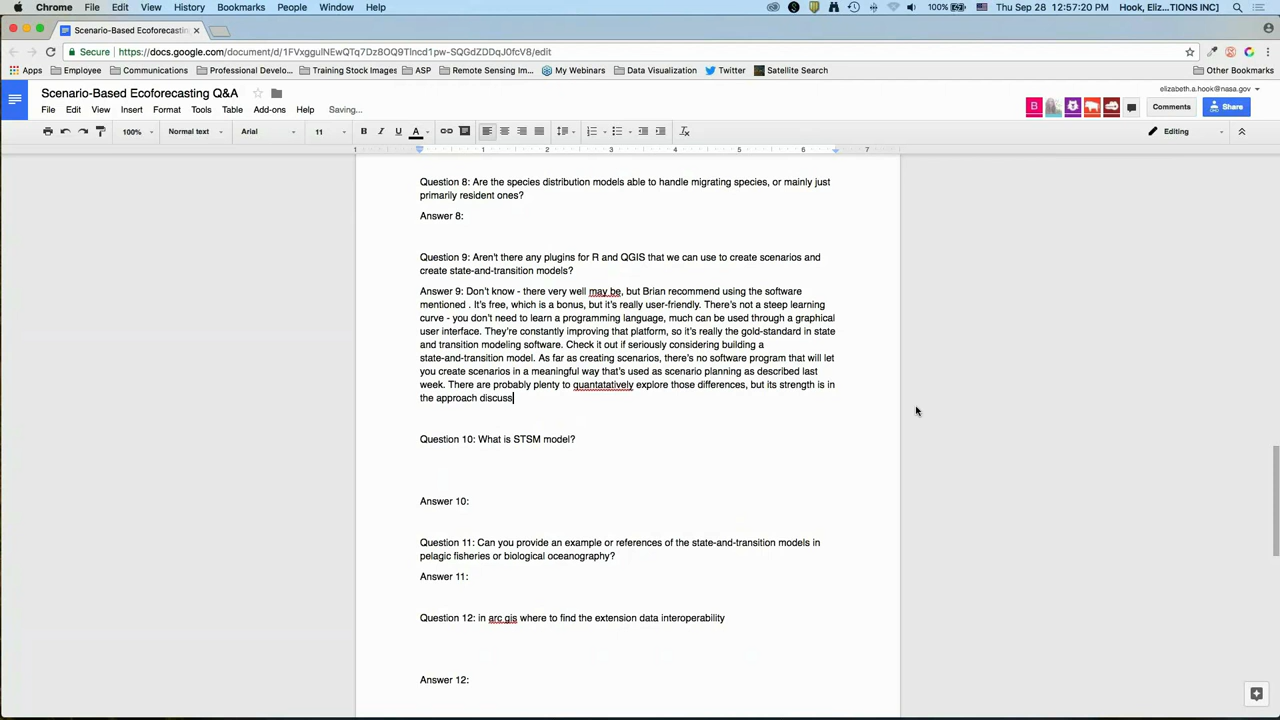 Chrome File Edit View History Bookmarks People Window Help 100% Thu Sep 28 12:57:20 PM Hook, Eliz...TIONS INC]
Scenario-Based Ecoforecasting
Secure https://docs.google.com/document/d/1FVxggulNEwQTq7Dz8OQ9Tlncd1pw-SQGdZDDqJ0fcV8/edit
Apps Employee Communications Professional Develo... Training Stock Images ASP Remote Sensing Im... My Webinars Data Visualization Twitter Satellite Search Other Bookmarks
Scenario-Based Ecoforecasting Q&A elizabeth.a.hook@nasa.gov
File Edit View Insert Format Tools Table Add-ons Help Saving... B Comments Share
100% Normal text Arial 11 B I U A Editing
1 1 2 3 4 5 6 7
Question 8: Are the species distribution models able to handle migrating species, or mainly just
primarily resident ones?
Answer 8:
Question 9: Aren't there any plugins for R and QGIS that we can use to create scenarios and
create state-and-transition models?
Answer 9: Don't know - there very well may be, but Brian recommend using the software
mentioned . It's free, which is a bonus, but it's really user-friendly. There's not a steep learning
curve - you don't need to learn a programming language, much can be used through a graphical
user interface. They're constantly improving that platform, so it's really the gold-standard in state
and transition modeling software. Check it out if seriously considering building a
state-and-transition model. As far as creating scenarios, there's no software program that will let
you create scenarios in a meaningful way that's used as scenario planning as described last
week. There are probably plenty to quantatatively explore those differences, but its strength is in
the approach discuss
Question 10: What is STSM model?
Answer 10:
Question 11: Can you provide an example or references of the state-and-transition models in
pelagic fisheries or biological oceanography?
Answer 11:
Question 12: in arc gis where to find the extension data interoperability
Answer 12: